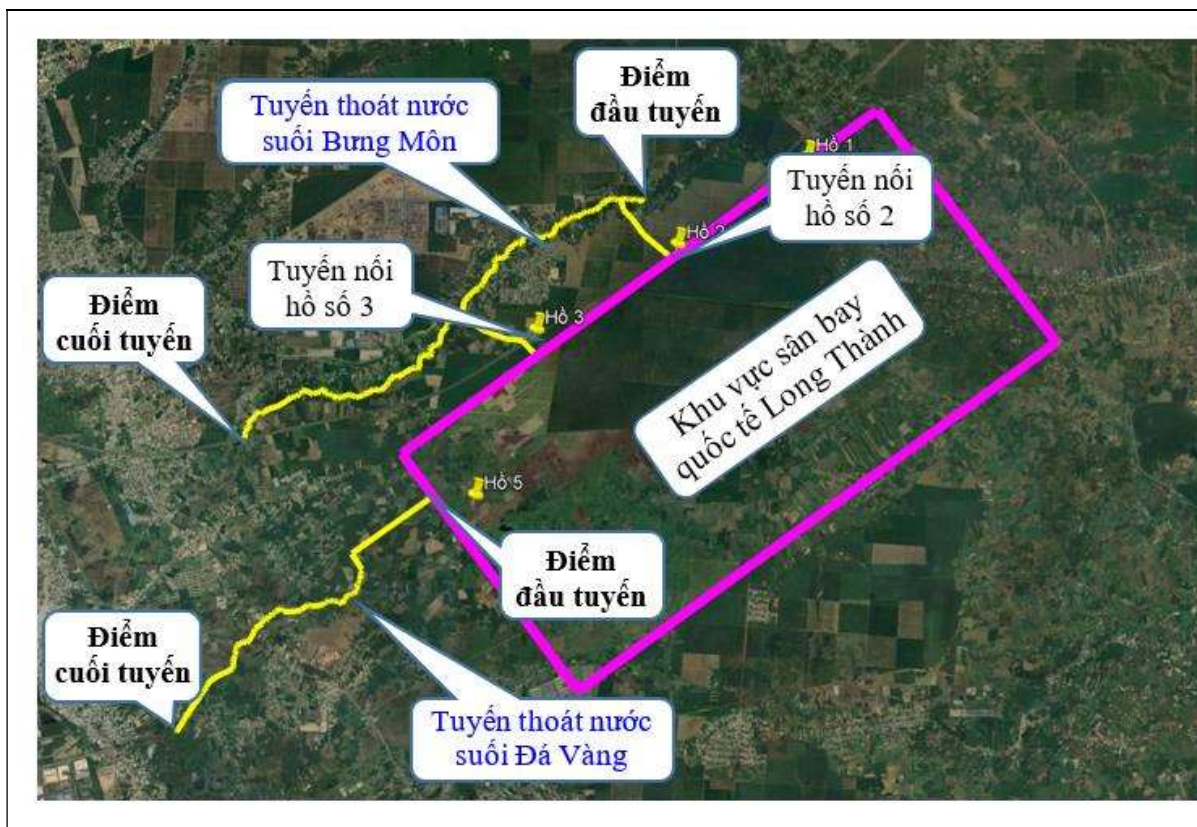 Điểm
đầu tuyến
Tuyến thoát nước
suối Bưng Môn
Hồ 1
Tuyến nối
hồ số 2
Hồ 2
Tuyến nối
hồ số 3
Hồ 3
Điểm
cuối tuyến
Khu vực sân bay
quốc tế Long Thành
Hồ 5
Điểm
đầu tuyến
Điểm
cuối tuyến
Tuyến thoát nước
suối Đá Vàng